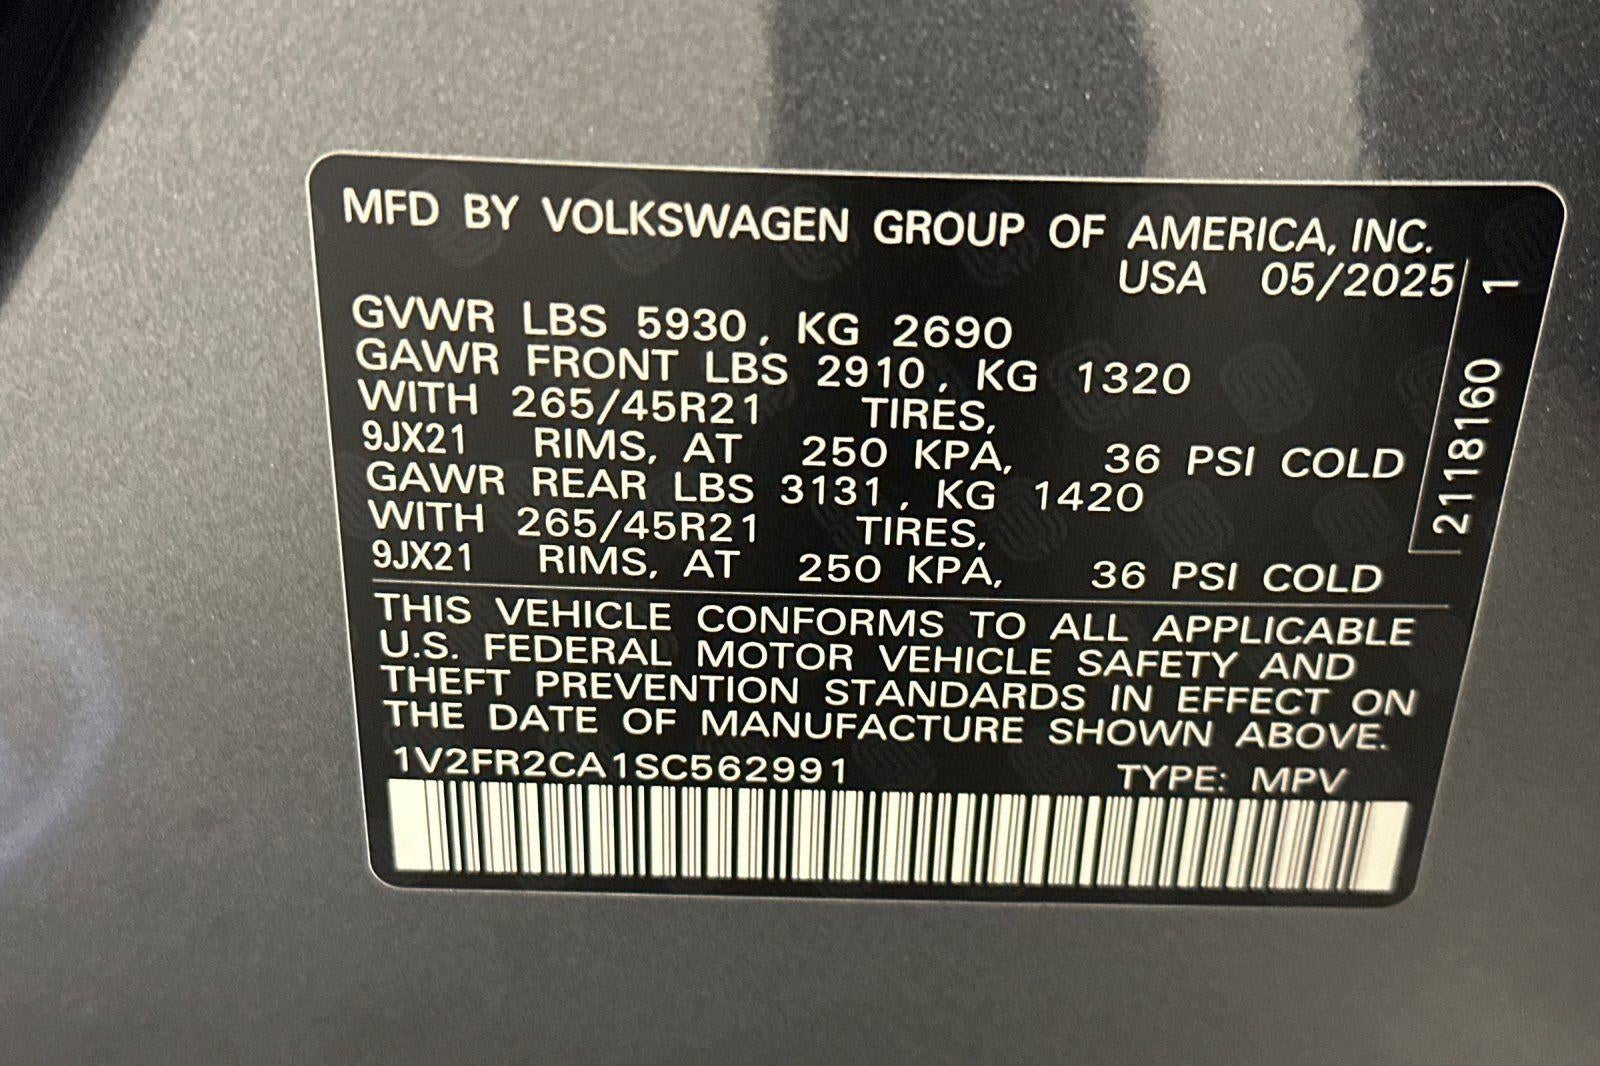 MFD BY VOLKSWAGEN GROUP OF AMERICA, INC.
USA 05/2025
GVWR LBS 5930, KG 2690
GAWR FRONT LBS 2910, KG 1320
WITH 265/45R21 TIRES,
9JX21 RIMS, AT 250 KPA, 36 PSI COLD
GAWR REAR LBS 3131, KG 1420
WITH 265/45R21 TIRES,
9JX21 RIMS, AT 250 KPA, 36 PSI COLD
THIS VEHICLE CONFORMS TO ALL APPLICABLE
U.S. FEDERAL MOTOR VEHICLE SAFETY AND
THEFT PREVENTION STANDARDS IN EFFECT ON
THE DATE OF MANUFACTURE SHOWN ABOVE.
1V2FR2CA1SC562991 TYPE: MPV
2118160 1